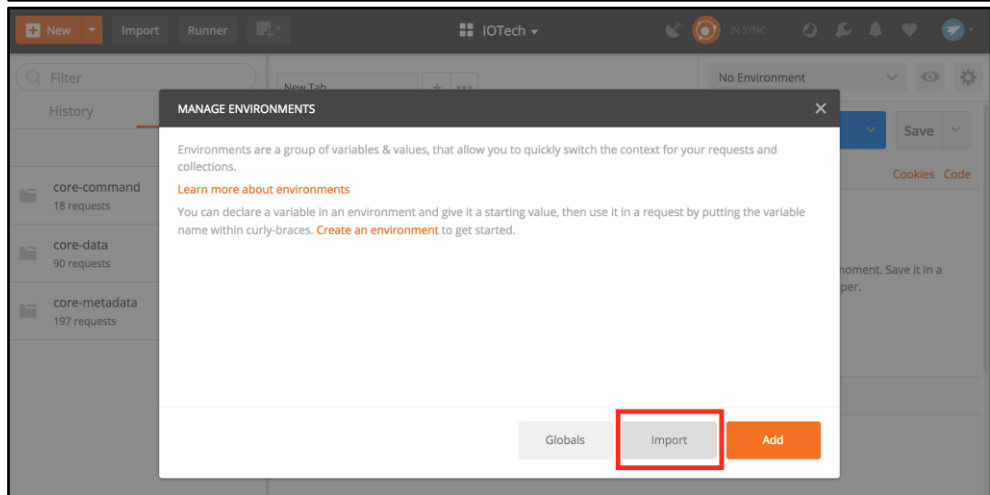 New
Import
Runner
IOTech
IN SYNC
Filter
New Tab
No Environment
History
MANAGE ENVIRONMENTS
Save
Environments are a group of variables & values, that allow you to quickly switch the context for your requests and
collections.
Cookies Code
core-command
18 requests
Learn more about environments
You can declare a variable in an environment and give it a starting value, then use it in a request by putting the variable
name within curly-braces. Create an environment to get started.
core-data
90 requests
moment. Save it in a
per.
core-metadata
197 requests
Globals
Import
Add